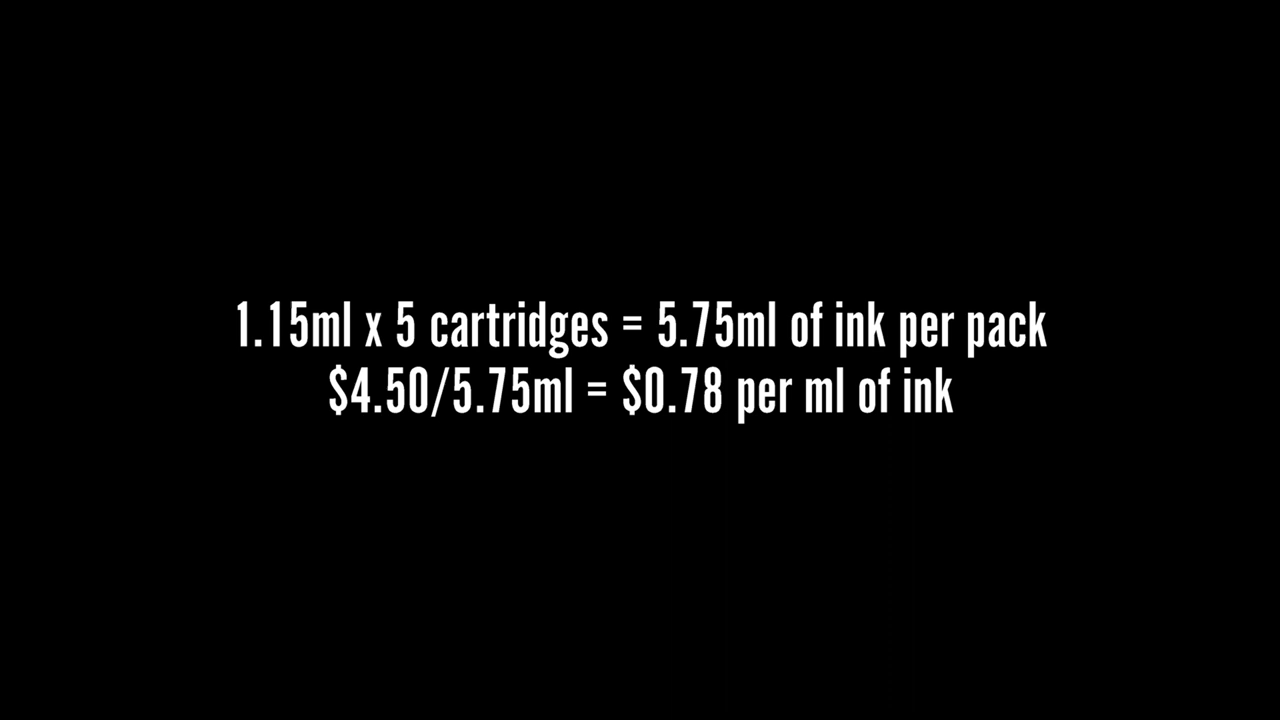 1.15ml x 5 cartridges = 5.75ml of ink per pack
$4.50/5.75ml = $0.78 per ml of ink